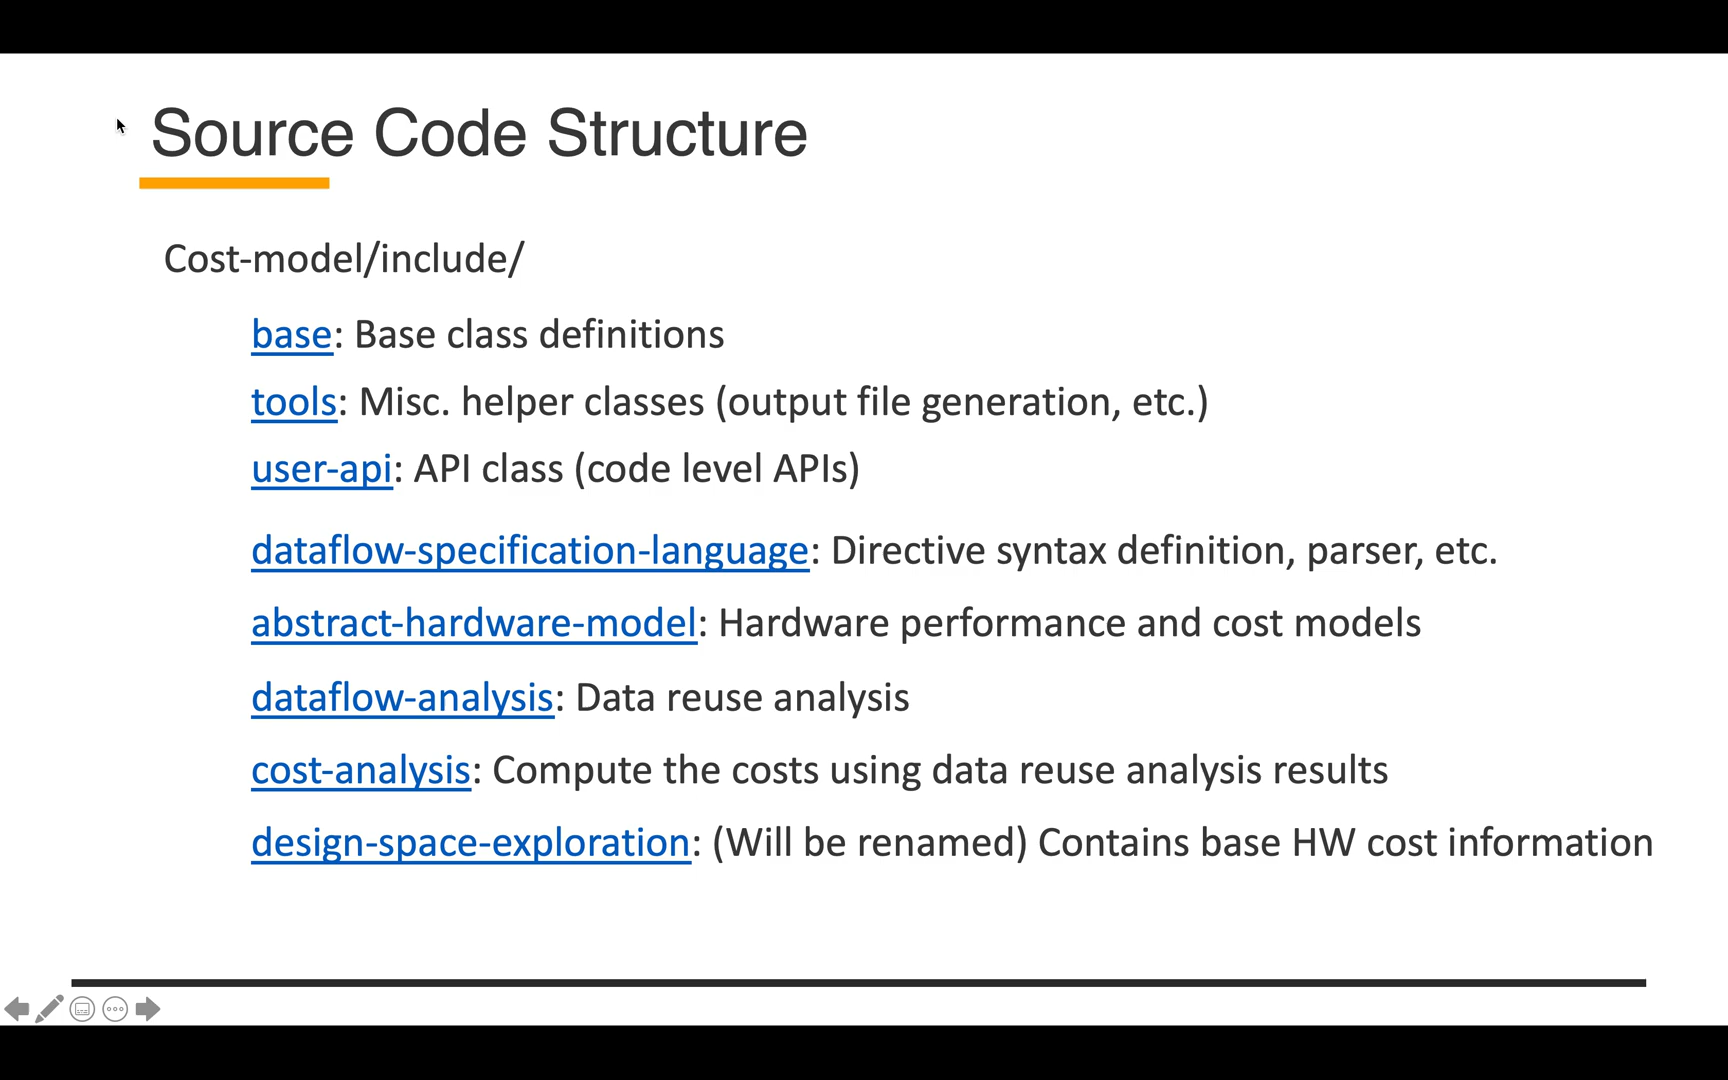 Source Code Structure
Cost-model/include/
base: Base class definitions
tools: Misc. helper classes (output file generation, etc.)
user-api: API class (code level APIs)
dataflow-specification-language: Directive syntax definition, parser, etc.
abstract-hardware-model: Hardware performance and cost models
dataflow-analysis: Data reuse analysis
cost-analysis: Compute the costs using data reuse analysis results
design-space-exploration: (Will be renamed) Contains base HW cost information